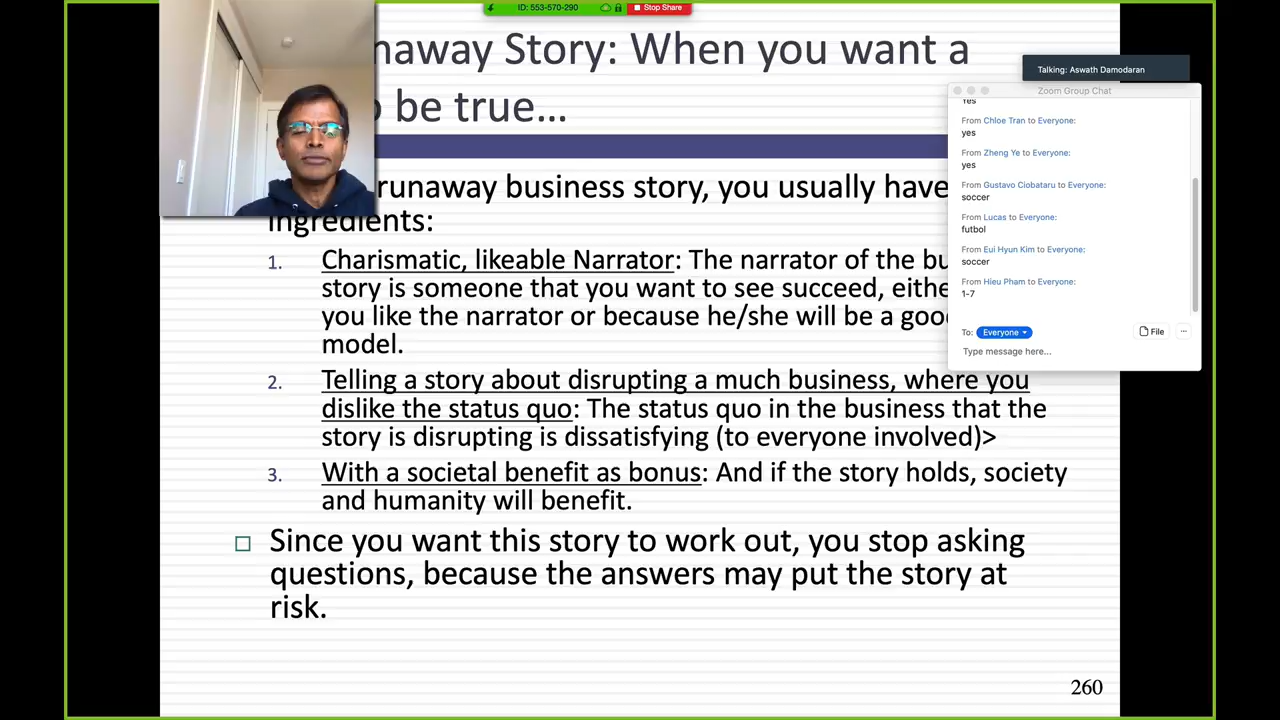 ID: 553-570-290
Stop Share
naway Story: When you want a
be true…
runaway business story, you usually have
ingredients:
1. Charismatic, likeable Narrator: The narrator of the bu
story is someone that you want to see succeed, eithe
you like the narrator or because he/she will be a goo
model.
2. Telling a story about disrupting a much business, where you
dislike the status quo: The status quo in the business that the
story is disrupting is dissatisfying (to everyone involved)>
3. With a societal benefit as bonus: And if the story holds, society
and humanity will benefit.
Since you want this story to work out, you stop asking
questions, because the answers may put the story at
risk.
260
Talking: Aswath Damodaran
Zoom Group Chat
Yes
From Chloe Tran to Everyone:
yes
From Zheng Ye to Everyone:
yes
From Gustavo Ciobataru to Everyone:
soccer
From Lucas to Everyone:
futbol
From Eui Hyun Kim to Everyone:
soccer
From Hieu Pham to Everyone:
1-7
To: Everyone
File
...
Type message here...